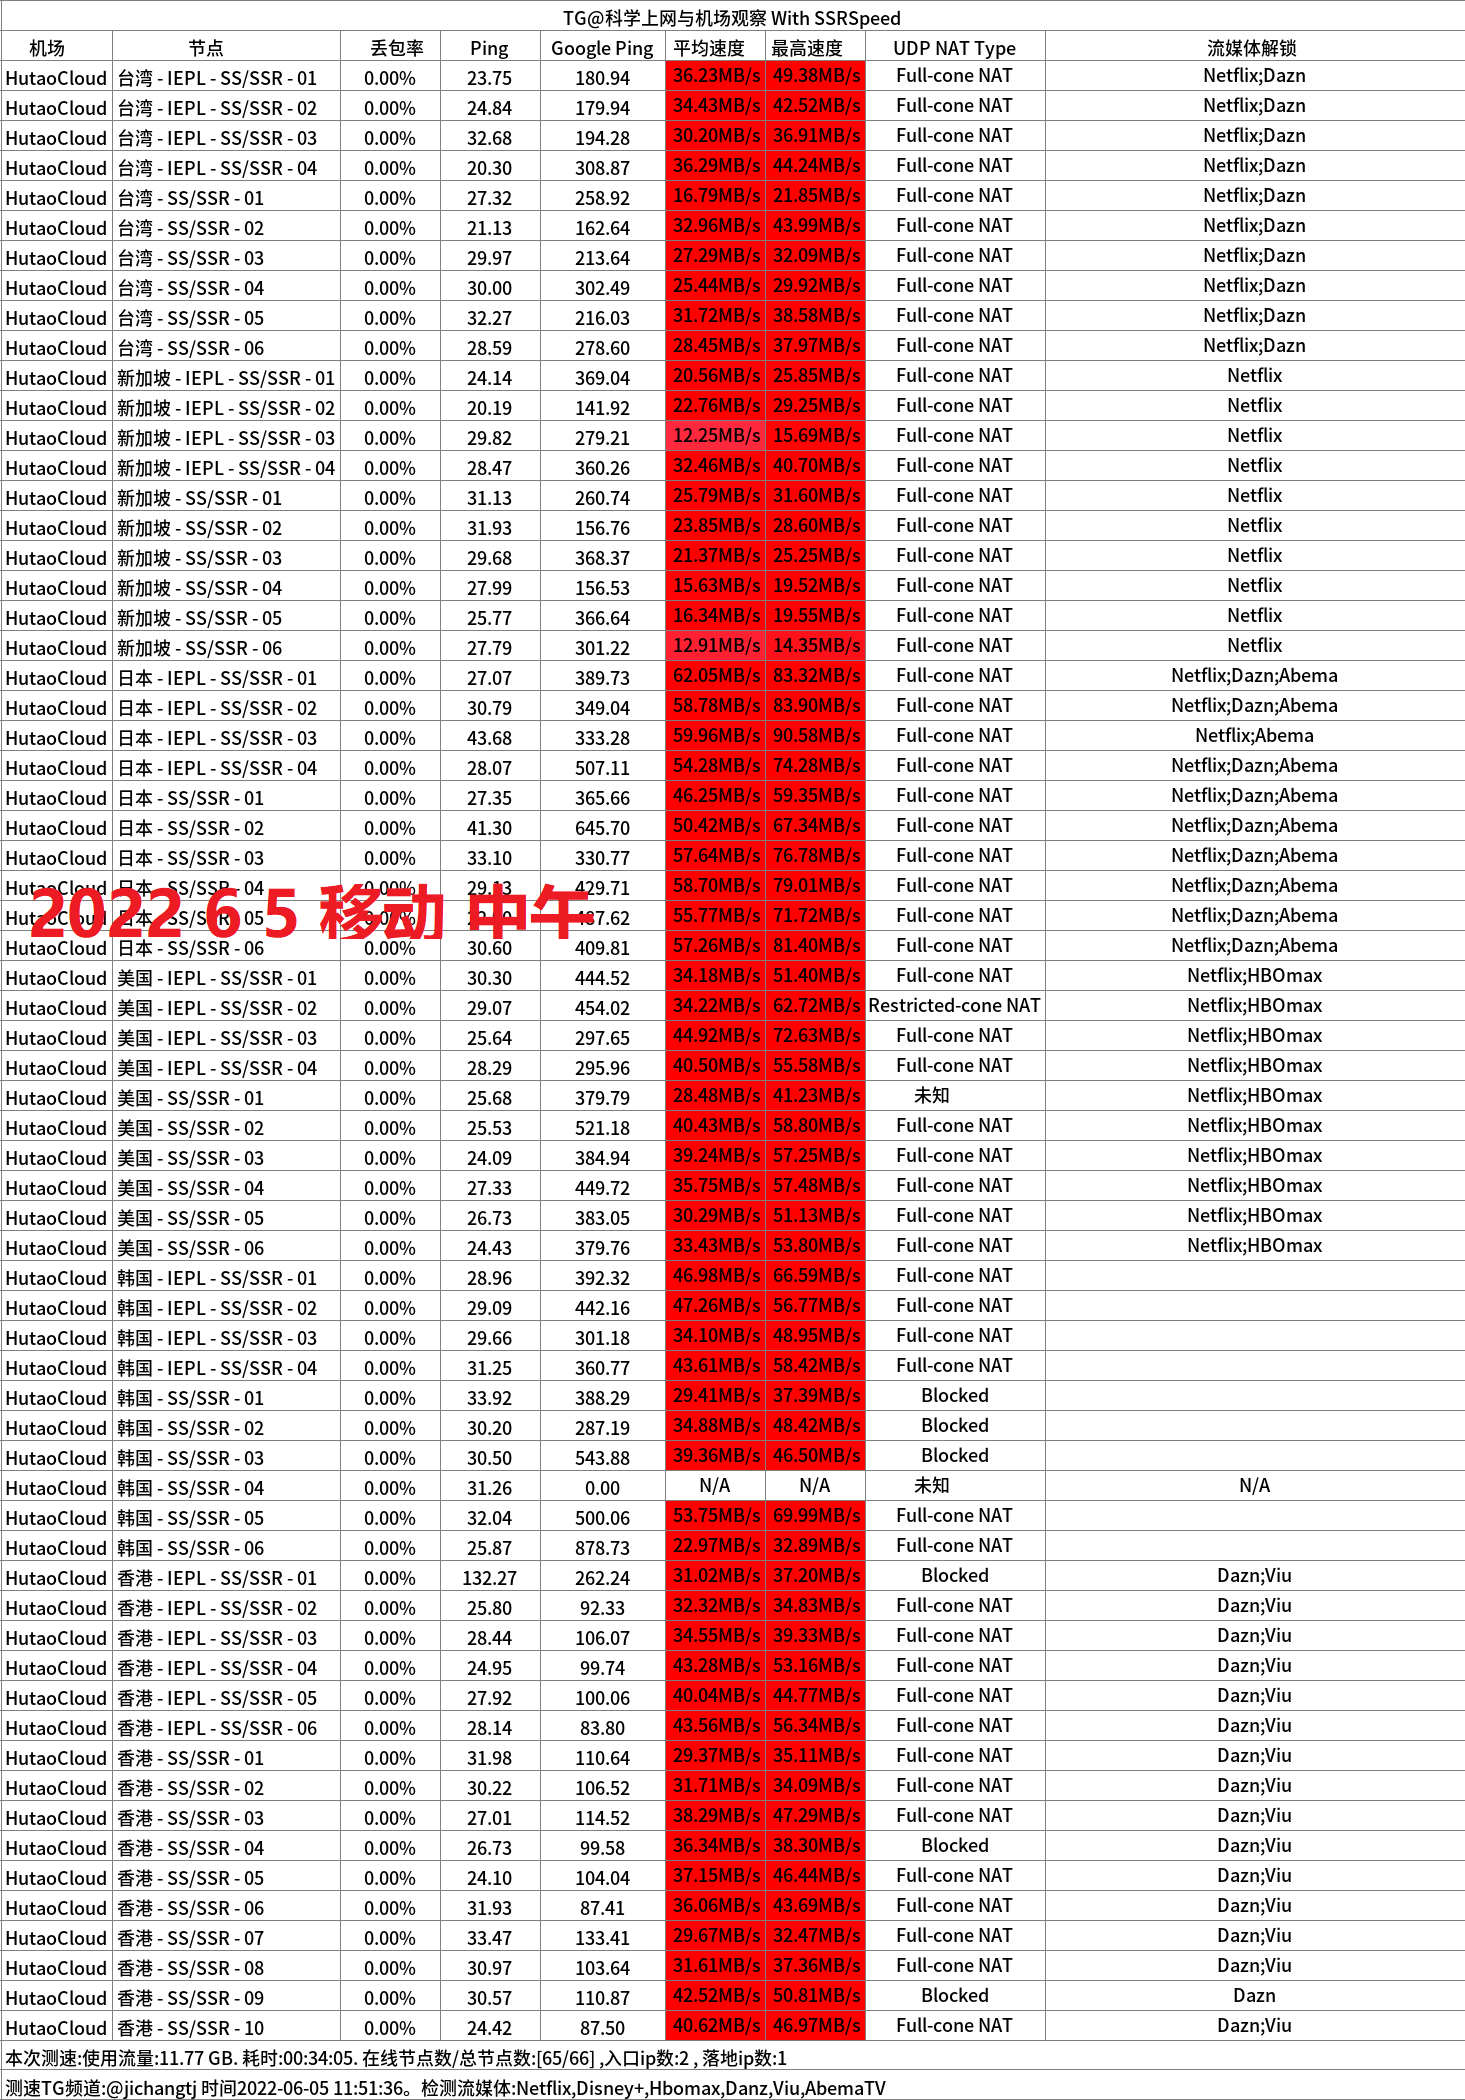 TG@科学上网与机场观察 With SSRSpeed
机场 节点 丢包率 Ping Google Ping 平均速度 最高速度 UDP NAT Type 流媒体解锁
HutaoCloud 台湾 - IEPL - SS/SSR - 01 0.00% 23.75 180.94 36.23MB/s 49.38MB/s Full-cone NAT Netflix;Dazn
HutaoCloud 台湾 - IEPL - SS/SSR - 02 0.00% 24.84 179.94 34.43MB/s 42.52MB/s Full-cone NAT Netflix;Dazn
HutaoCloud 台湾 - IEPL - SS/SSR - 03 0.00% 32.68 194.28 30.20MB/s 36.91MB/s Full-cone NAT Netflix;Dazn
HutaoCloud 台湾 - IEPL - SS/SSR - 04 0.00% 20.30 308.87 36.29MB/s 44.24MB/s Full-cone NAT Netflix;Dazn
HutaoCloud 台湾 - SS/SSR - 01 0.00% 27.32 258.92 16.79MB/s 21.85MB/s Full-cone NAT Netflix;Dazn
HutaoCloud 台湾 - SS/SSR - 02 0.00% 21.13 162.64 32.96MB/s 43.99MB/s Full-cone NAT Netflix;Dazn
HutaoCloud 台湾 - SS/SSR - 03 0.00% 29.97 213.64 27.29MB/s 32.09MB/s Full-cone NAT Netflix;Dazn
HutaoCloud 台湾 - SS/SSR - 04 0.00% 30.00 302.49 25.44MB/s 29.92MB/s Full-cone NAT Netflix;Dazn
HutaoCloud 台湾 - SS/SSR - 05 0.00% 32.27 216.03 31.72MB/s 38.58MB/s Full-cone NAT Netflix;Dazn
HutaoCloud 台湾 - SS/SSR - 06 0.00% 28.59 278.60 28.45MB/s 37.97MB/s Full-cone NAT Netflix;Dazn
HutaoCloud 新加坡 - IEPL - SS/SSR - 01 0.00% 24.14 369.04 20.56MB/s 25.85MB/s Full-cone NAT Netflix
HutaoCloud 新加坡 - IEPL - SS/SSR - 02 0.00% 20.19 141.92 22.76MB/s 29.25MB/s Full-cone NAT Netflix
HutaoCloud 新加坡 - IEPL - SS/SSR - 03 0.00% 29.82 279.21 12.25MB/s 15.69MB/s Full-cone NAT Netflix
HutaoCloud 新加坡 - IEPL - SS/SSR - 04 0.00% 28.47 360.26 32.46MB/s 40.70MB/s Full-cone NAT Netflix
HutaoCloud 新加坡 - SS/SSR - 01 0.00% 31.13 260.74 25.79MB/s 31.60MB/s Full-cone NAT Netflix
HutaoCloud 新加坡 - SS/SSR - 02 0.00% 31.93 156.76 23.85MB/s 28.60MB/s Full-cone NAT Netflix
HutaoCloud 新加坡 - SS/SSR - 03 0.00% 29.68 368.37 21.37MB/s 25.25MB/s Full-cone NAT Netflix
HutaoCloud 新加坡 - SS/SSR - 04 0.00% 27.99 156.53 15.63MB/s 19.52MB/s Full-cone NAT Netflix
HutaoCloud 新加坡 - SS/SSR - 05 0.00% 25.77 366.64 16.34MB/s 19.55MB/s Full-cone NAT Netflix
HutaoCloud 新加坡 - SS/SSR - 06 0.00% 27.79 301.22 12.91MB/s 14.35MB/s Full-cone NAT Netflix
HutaoCloud 日本 - IEPL - SS/SSR - 01 0.00% 27.07 389.73 62.05MB/s 83.32MB/s Full-cone NAT Netflix;Dazn;Abema
HutaoCloud 日本 - IEPL - SS/SSR - 02 0.00% 30.79 349.04 58.78MB/s 83.90MB/s Full-cone NAT Netflix;Dazn;Abema
HutaoCloud 日本 - IEPL - SS/SSR - 03 0.00% 43.68 333.28 59.96MB/s 90.58MB/s Full-cone NAT Netflix;Abema
HutaoCloud 日本 - IEPL - SS/SSR - 04 0.00% 28.07 507.11 54.28MB/s 74.28MB/s Full-cone NAT Netflix;Dazn;Abema
HutaoCloud 日本 - SS/SSR - 01 0.00% 27.35 365.66 46.25MB/s 59.35MB/s Full-cone NAT Netflix;Dazn;Abema
HutaoCloud 日本 - SS/SSR - 02 0.00% 41.30 645.70 50.42MB/s 67.34MB/s Full-cone NAT Netflix;Dazn;Abema
HutaoCloud 日本 - SS/SSR - 03 0.00% 33.10 330.77 57.64MB/s 76.78MB/s Full-cone NAT Netflix;Dazn;Abema
HutaoCloud 日本 - SS/SSR - 04 0.00% 29.13 429.71 58.70MB/s 79.01MB/s Full-cone NAT Netflix;Dazn;Abema
2022 6 5 移动 中午
HutaoCloud 日本 - SS/SSR - 05 0.00% 55.77MB/s 71.72MB/s Full-cone NAT Netflix;Dazn;Abema
HutaoCloud 日本 - SS/SSR - 06 0.00% 30.60 409.81 57.26MB/s 81.40MB/s Full-cone NAT Netflix;Dazn;Abema
HutaoCloud 美国 - IEPL - SS/SSR - 01 0.00% 30.30 444.52 34.18MB/s 51.40MB/s Full-cone NAT Netflix;HBOmax
HutaoCloud 美国 - IEPL - SS/SSR - 02 0.00% 29.07 454.02 34.22MB/s 62.72MB/s Restricted-cone NAT Netflix;HBOmax
HutaoCloud 美国 - IEPL - SS/SSR - 03 0.00% 25.64 297.65 44.92MB/s 72.63MB/s Full-cone NAT Netflix;HBOmax
HutaoCloud 美国 - IEPL - SS/SSR - 04 0.00% 28.29 295.96 40.50MB/s 55.58MB/s Full-cone NAT Netflix;HBOmax
HutaoCloud 美国 - SS/SSR - 01 0.00% 25.68 379.79 28.48MB/s 41.23MB/s 未知 Netflix;HBOmax
HutaoCloud 美国 - SS/SSR - 02 0.00% 25.53 521.18 40.43MB/s 58.80MB/s Full-cone NAT Netflix;HBOmax
HutaoCloud 美国 - SS/SSR - 03 0.00% 24.09 384.94 39.24MB/s 57.25MB/s Full-cone NAT Netflix;HBOmax
HutaoCloud 美国 - SS/SSR - 04 0.00% 27.33 449.72 35.75MB/s 57.48MB/s Full-cone NAT Netflix;HBOmax
HutaoCloud 美国 - SS/SSR - 05 0.00% 26.73 383.05 30.29MB/s 51.13MB/s Full-cone NAT Netflix;HBOmax
HutaoCloud 美国 - SS/SSR - 06 0.00% 24.43 379.76 33.43MB/s 53.80MB/s Full-cone NAT Netflix;HBOmax
HutaoCloud 韩国 - IEPL - SS/SSR - 01 0.00% 28.96 392.32 46.98MB/s 66.59MB/s Full-cone NAT
HutaoCloud 韩国 - IEPL - SS/SSR - 02 0.00% 29.09 442.16 47.26MB/s 56.77MB/s Full-cone NAT
HutaoCloud 韩国 - IEPL - SS/SSR - 03 0.00% 29.66 301.18 34.10MB/s 48.95MB/s Full-cone NAT
HutaoCloud 韩国 - IEPL - SS/SSR - 04 0.00% 31.25 360.77 43.61MB/s 58.42MB/s Full-cone NAT
HutaoCloud 韩国 - SS/SSR - 01 0.00% 33.92 388.29 29.41MB/s 37.39MB/s Blocked
HutaoCloud 韩国 - SS/SSR - 02 0.00% 30.20 287.19 34.88MB/s 48.42MB/s Blocked
HutaoCloud 韩国 - SS/SSR - 03 0.00% 30.50 543.88 39.36MB/s 46.50MB/s Blocked
HutaoCloud 韩国 - SS/SSR - 04 0.00% 31.26 0.00 N/A N/A 未知 N/A
HutaoCloud 韩国 - SS/SSR - 05 0.00% 32.04 500.06 53.75MB/s 69.99MB/s Full-cone NAT
HutaoCloud 韩国 - SS/SSR - 06 0.00% 25.87 878.73 22.97MB/s 32.89MB/s Full-cone NAT
HutaoCloud 香港 - IEPL - SS/SSR - 01 0.00% 132.27 262.24 31.02MB/s 37.20MB/s Blocked Dazn;Viu
HutaoCloud 香港 - IEPL - SS/SSR - 02 0.00% 25.80 92.33 32.32MB/s 34.83MB/s Full-cone NAT Dazn;Viu
HutaoCloud 香港 - IEPL - SS/SSR - 03 0.00% 28.44 106.07 34.55MB/s 39.33MB/s Full-cone NAT Dazn;Viu
HutaoCloud 香港 - IEPL - SS/SSR - 04 0.00% 24.95 99.74 43.28MB/s 53.16MB/s Full-cone NAT Dazn;Viu
HutaoCloud 香港 - IEPL - SS/SSR - 05 0.00% 27.92 100.06 40.04MB/s 44.77MB/s Full-cone NAT Dazn;Viu
HutaoCloud 香港 - IEPL - SS/SSR - 06 0.00% 28.14 83.80 43.56MB/s 56.34MB/s Full-cone NAT Dazn;Viu
HutaoCloud 香港 - SS/SSR - 01 0.00% 31.98 110.64 29.37MB/s 35.11MB/s Full-cone NAT Dazn;Viu
HutaoCloud 香港 - SS/SSR - 02 0.00% 30.22 106.52 31.71MB/s 34.09MB/s Full-cone NAT Dazn;Viu
HutaoCloud 香港 - SS/SSR - 03 0.00% 27.01 114.52 38.29MB/s 47.29MB/s Full-cone NAT Dazn;Viu
HutaoCloud 香港 - SS/SSR - 04 0.00% 26.73 99.58 36.34MB/s 38.30MB/s Blocked Dazn;Viu
HutaoCloud 香港 - SS/SSR - 05 0.00% 24.10 104.04 37.15MB/s 46.44MB/s Full-cone NAT Dazn;Viu
HutaoCloud 香港 - SS/SSR - 06 0.00% 31.93 87.41 36.06MB/s 43.69MB/s Full-cone NAT Dazn;Viu
HutaoCloud 香港 - SS/SSR - 07 0.00% 33.47 133.41 29.67MB/s 32.47MB/s Full-cone NAT Dazn;Viu
HutaoCloud 香港 - SS/SSR - 08 0.00% 30.97 103.64 31.61MB/s 37.36MB/s Full-cone NAT Dazn;Viu
HutaoCloud 香港 - SS/SSR - 09 0.00% 30.57 110.87 42.52MB/s 50.81MB/s Blocked Dazn
HutaoCloud 香港 - SS/SSR - 10 0.00% 24.42 87.50 40.62MB/s 46.97MB/s Full-cone NAT Dazn;Viu
本次测速:使用流量:11.77 GB. 耗时:00:34:05. 在线节点数/总节点数:[65/66] ,入口ip数:2 , 落地ip数:1
测速TG频道:@jichangtj 时间2022-06-05 11:51:36。检测流媒体:Netflix,Disney+,Hbomax,Danz,Viu,AbemaTV